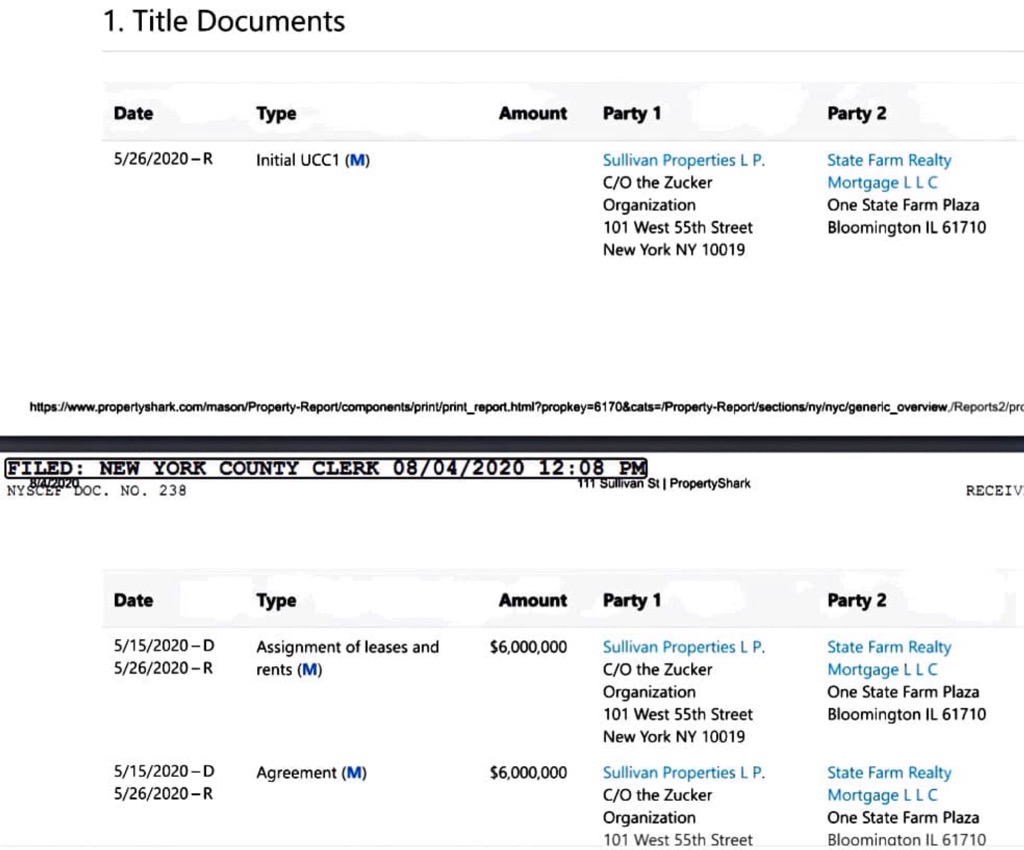 1. Title Documents
Date Type Amount Party 1 Party 2
5/26/2020 – R Initial UCC1 (M) Sullivan Properties L P. State Farm Realty
C/O the Zucker Mortgage L L C
Organization One State Farm Plaza
101 West 55th Street Bloomington IL 61710
New York NY 10019
https://www.propertyshark.com/mason/Property-Report/components/print/print_report.html?propkey=6170&cats=/Property-Report/sections/ny/nyc/generic_overview,/Reports2/pro
FILED: NEW YORK COUNTY CLERK 08/04/2020 12:08 PM
8/4/2020 111 Sullivan St | PropertyShark
NYSCEF DOC. NO. 238 RECEIV
Date Type Amount Party 1 Party 2
5/15/2020 – D Assignment of leases and $6,000,000 Sullivan Properties L P. State Farm Realty
5/26/2020 – R rents (M) C/O the Zucker Mortgage L L C
Organization One State Farm Plaza
101 West 55th Street Bloomington IL 61710
New York NY 10019
5/15/2020 – D Agreement (M) $6,000,000 Sullivan Properties L P. State Farm Realty
5/26/2020 – R C/O the Zucker Mortgage L L C
Organization One State Farm Plaza
101 West 55th Street Bloomington IL 61710